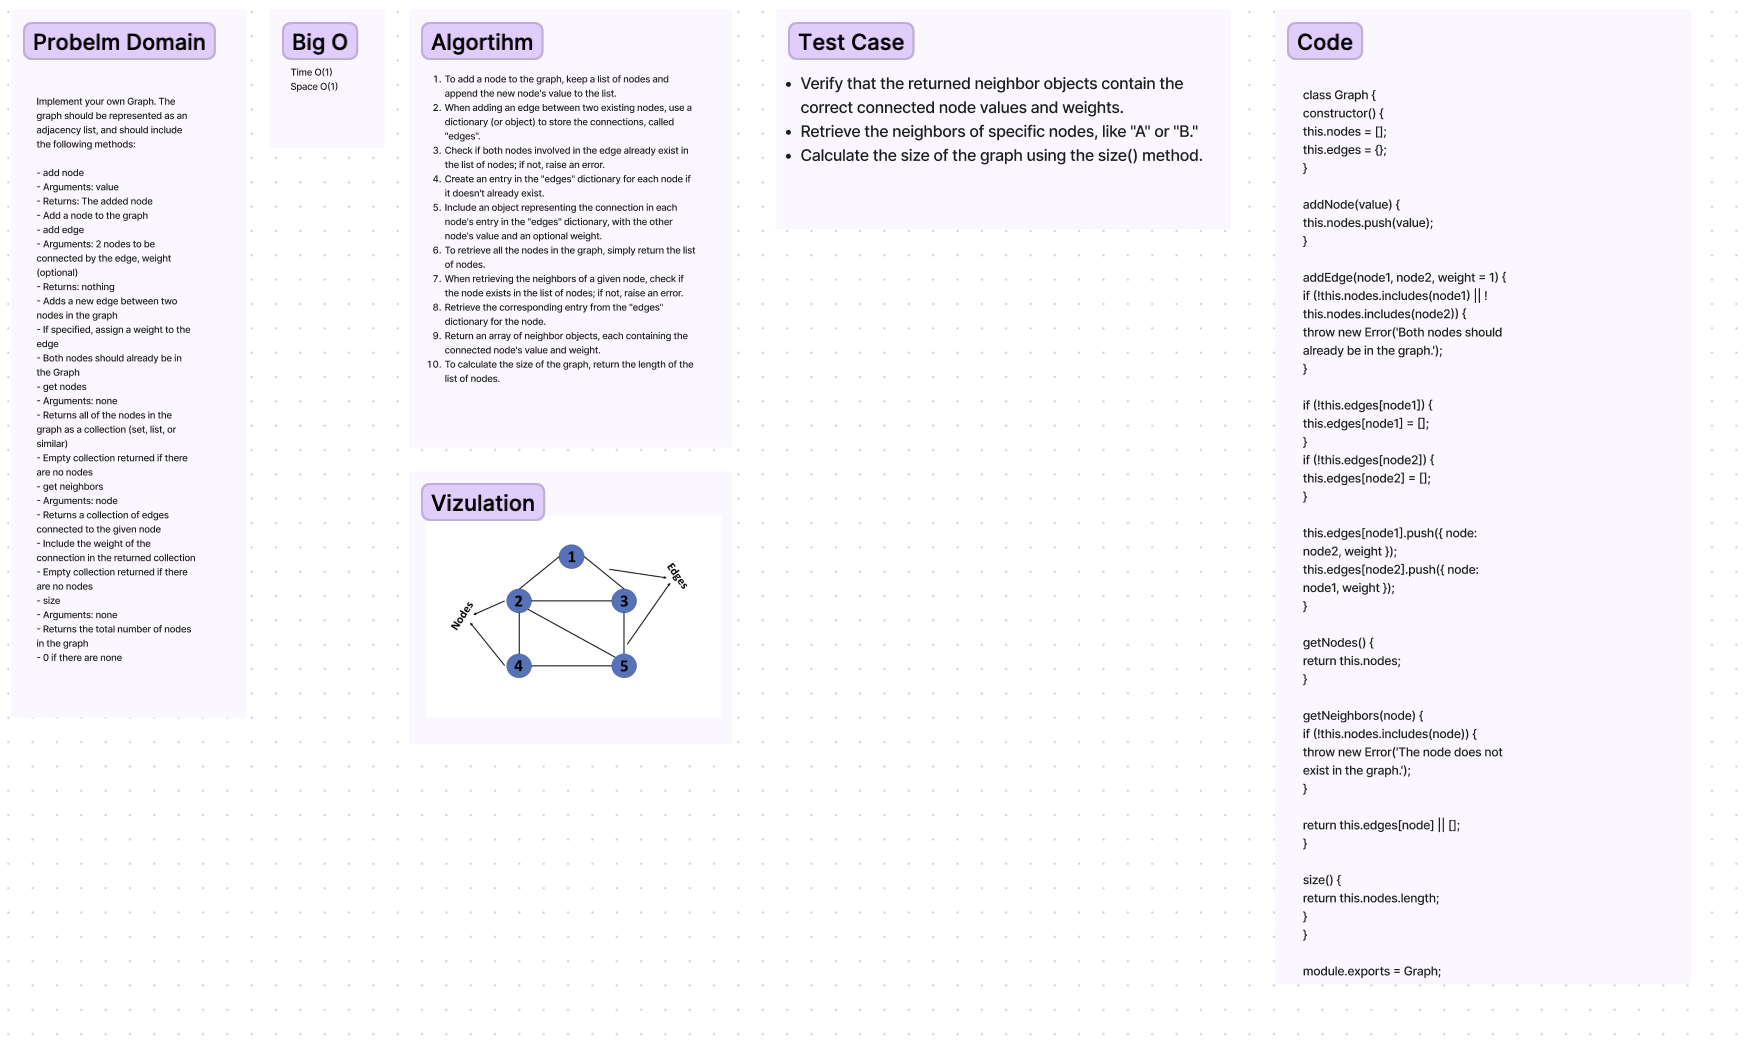 Probelm Domain
Implement your own Graph. The
graph should be represented as an
adjacency list, and should include
the following methods:
- add node
- Arguments: value
- Returns: The added node
- Add a node to the graph
- add edge
- Arguments: 2 nodes to be
connected by the edge, weight
(optional)
- Returns: nothing
- Adds a new edge between two
nodes in the graph
- If specified, assign a weight to the
edge
- Both nodes should already be in
the Graph
- get nodes
- Arguments: none
- Returns all of the nodes in the
graph as a collection (set, list, or
similar)
- Empty collection returned if there
are no nodes
- get neighbors
- Arguments: node
- Returns a collection of edges
connected to the given node
- Include the weight of the
connection in the returned collection
- Empty collection returned if there
are no nodes
- size
- Arguments: none
- Returns the total number of nodes
in the graph
- 0 if there are none
Big O
Time O(1)
Space O(1)
Algortihm
1. To add a node to the graph, keep a list of nodes and
append the new node's value to the list.
2. When adding an edge between two existing nodes, use a
dictionary (or object) to store the connections, called
"edges".
3. Check if both nodes involved in the edge already exist in
the list of nodes; if not, raise an error.
4. Create an entry in the "edges" dictionary for each node if
it doesn't already exist.
5. Include an object representing the connection in each
node's entry in the "edges" dictionary, with the other
node's value and an optional weight.
6. To retrieve all the nodes in the graph, simply return the list
of nodes.
7. When retrieving the neighbors of a given node, check if
the node exists in the list of nodes; if not, raise an error.
8. Retrieve the corresponding entry from the "edges"
dictionary for the node.
9. Return an array of neighbor objects, each containing the
connected node's value and weight.
10. To calculate the size of the graph, return the length of the
list of nodes.
Vizulation
1
Edges
2
3
Nodes
4
5
Test Case
• Verify that the returned neighbor objects contain the
correct connected node values and weights.
• Retrieve the neighbors of specific nodes, like "A" or "B."
• Calculate the size of the graph using the size() method.
Code
class Graph {
constructor() {
this.nodes = [];
this.edges = {};
}
addNode(value) {
this.nodes.push(value);
}
addEdge(node1, node2, weight = 1) {
if (!this.nodes.includes(node1) || !
this.nodes.includes(node2)) {
throw new Error('Both nodes should
already be in the graph.');
}
if (!this.edges[node1]) {
this.edges[node1] = [];
}
if (!this.edges[node2]) {
this.edges[node2] = [];
}
this.edges[node1].push({ node:
node2, weight });
this.edges[node2].push({ node:
node1, weight });
}
getNodes() {
return this.nodes;
}
getNeighbors(node) {
if (!this.nodes.includes(node)) {
throw new Error('The node does not
exist in the graph.');
}
return this.edges[node] || [];
}
size() {
return this.nodes.length;
}
}
module.exports = Graph;